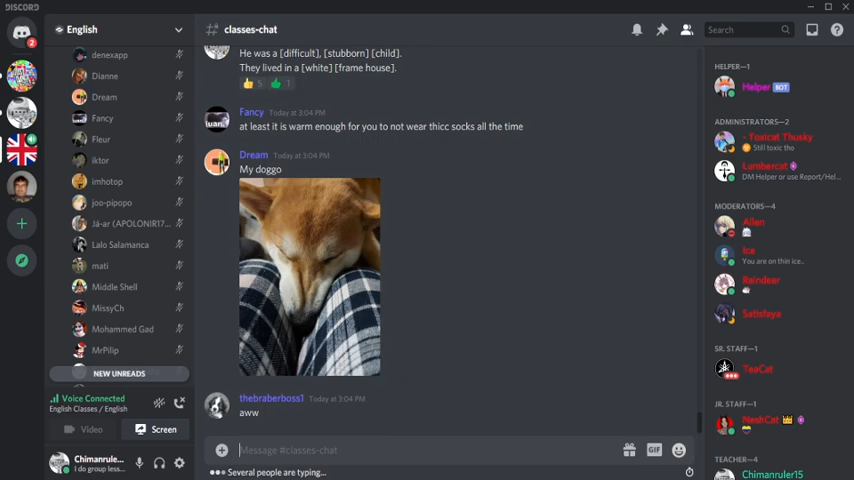 DISCORD
English
denexapp
Dianne
Dream
Fancy
Fleur
iktor
imhotop
joo-pipopo
Já-ar (APOLONIR17...
Lalo Salamanca
mati
Middle Shell
MissyCh
Mohammed Gad
MrPilip
NEW UNREADS
Voice Connected
English Classes / English
Video
Screen
Chimanruler...
I do group less...
2
classes-chat
Search
He was a [difficult], [stubborn] [child].
They lived in a [white] [frame house].
5
1
Fancy Today at 3:04 PM
at least it is warm enough for you to not wear thicc socks all the time
Dream Today at 3:04 PM
My doggo
thebraberboss1 Today at 3:04 PM
aww
Message #classes-chat
GIF
Several people are typing...
HELPER—1
Helper BOT
ADMINISTRATORS—2
Toxicat Thusky
Still toxic tho
Lumbercat
DM Helper or use Report/Hel...
MODERATORS—4
Allen
Ice
You are on thin ice..
Raindeer
Satisfaya
SR. STAFF—1
TeaCat
JR. STAFF—1
NeshCat
TEACHER—4
Chimanruler15